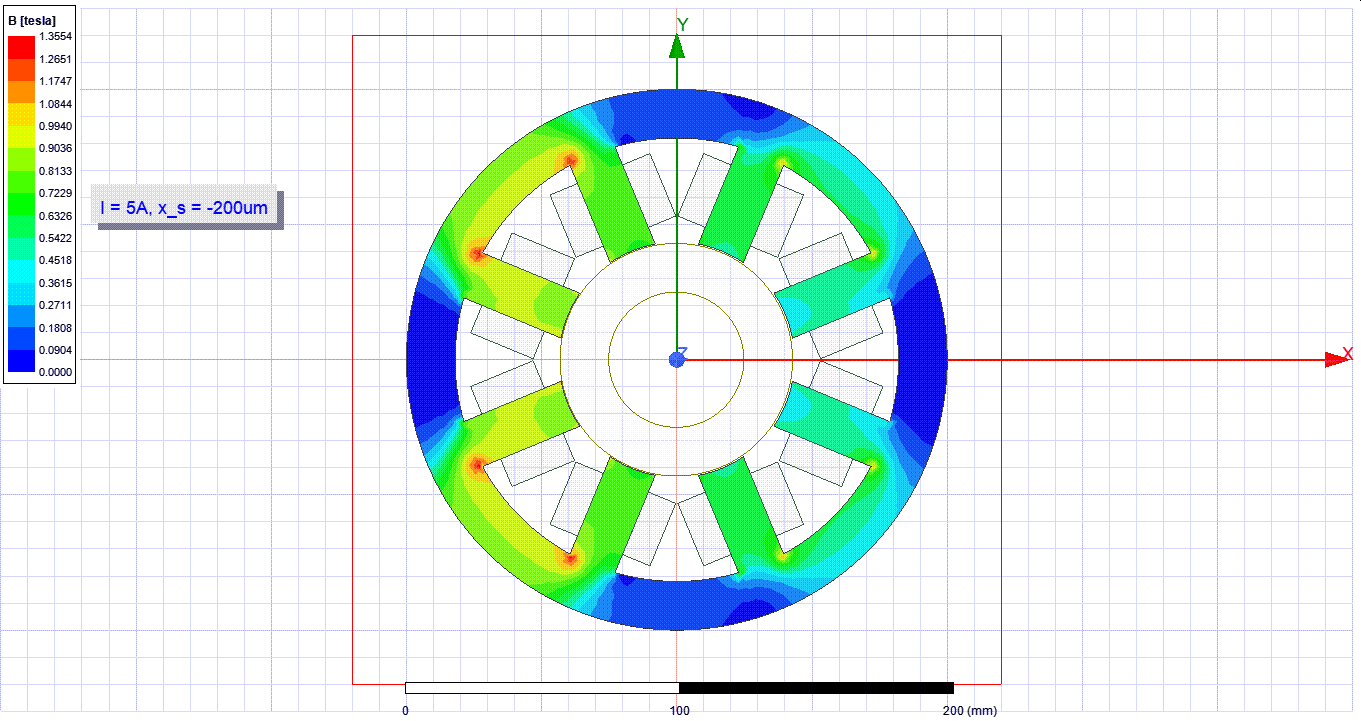 B [tesla]
1.3554
1.2651
1.1747
1.0844
0.9940
0.9036
0.8133
0.7229
0.6326
0.5422
0.4518
0.3615
0.2711
0.1808
0.0904
0.0000
I = 5A, x_s = -200um
Y
Z
X
0 100 200 (mm)